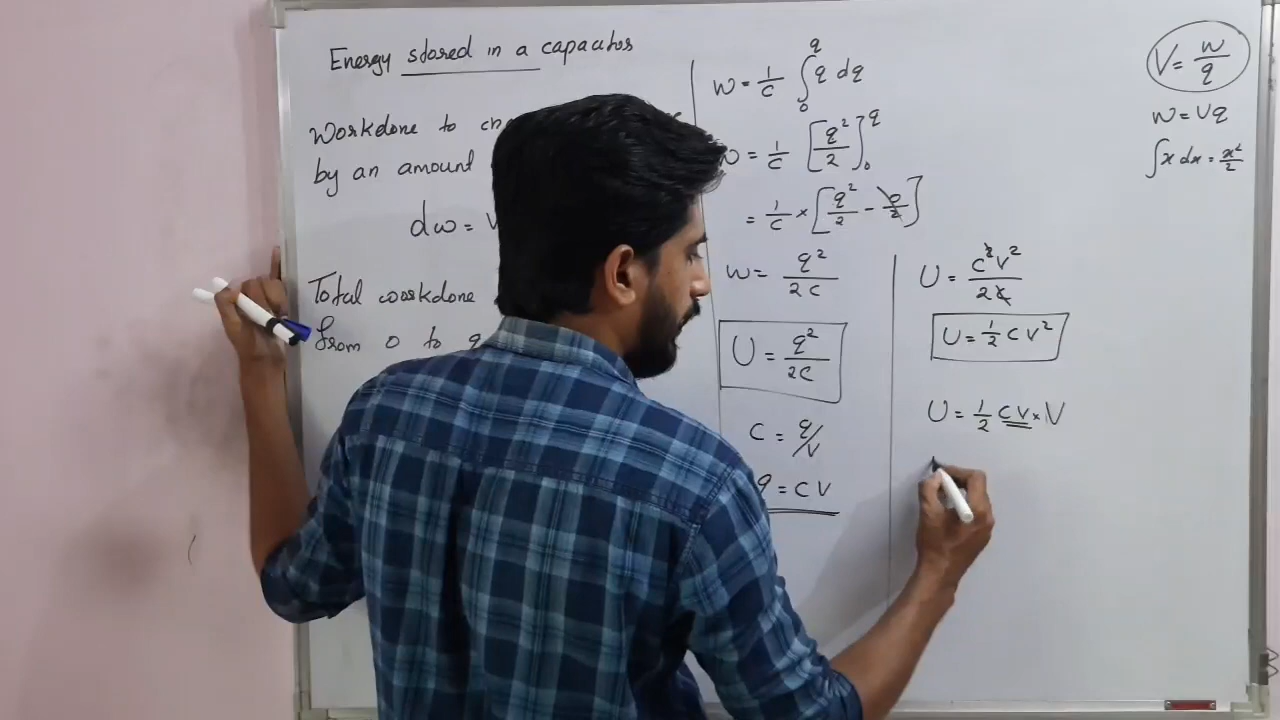 Energy stored in a capacitor
Workdone to
by an amount
dw =
Total workdone
from 0 to q
w = 1/C ∫₀^q q dq
= 1/C [q²/2]₀^q
= 1/C × [q²/2 - 0/2]
w = q²/2C
U = q²/2C
C = q/V
q = CV
U = C²V²/2C
U = 1/2 CV²
U = 1/2 CV × V
V = w/q
w = Vq
∫x dx = x²/2